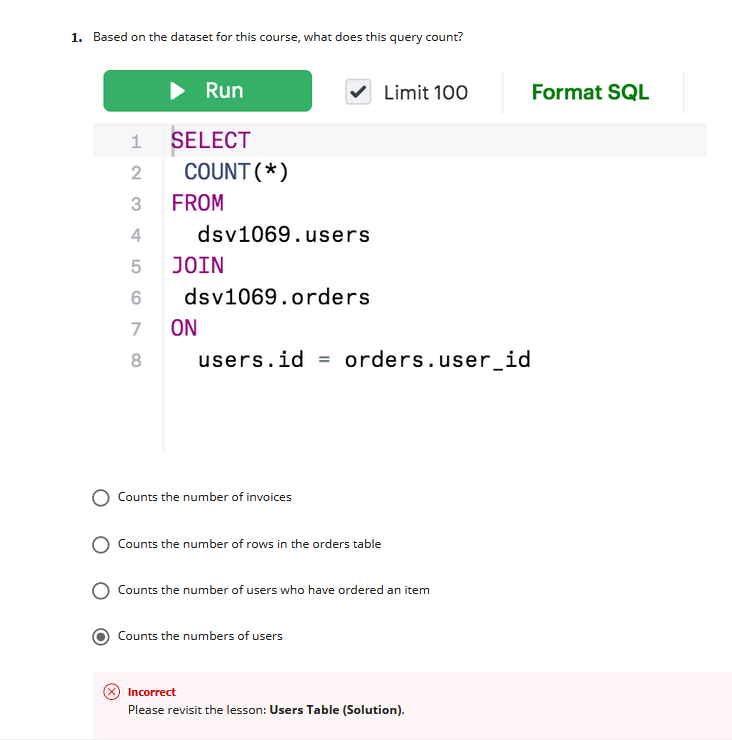 1. Based on the dataset for this course, what does this query count?
Run Limit 100 Format SQL
1 SELECT
2 COUNT(*)
3 FROM
4 dsv1069.users
5 JOIN
6 dsv1069.orders
7 ON
8 users.id = orders.user_id
Counts the number of invoices
Counts the number of rows in the orders table
Counts the number of users who have ordered an item
Counts the numbers of users
Incorrect
Please revisit the lesson: Users Table (Solution).